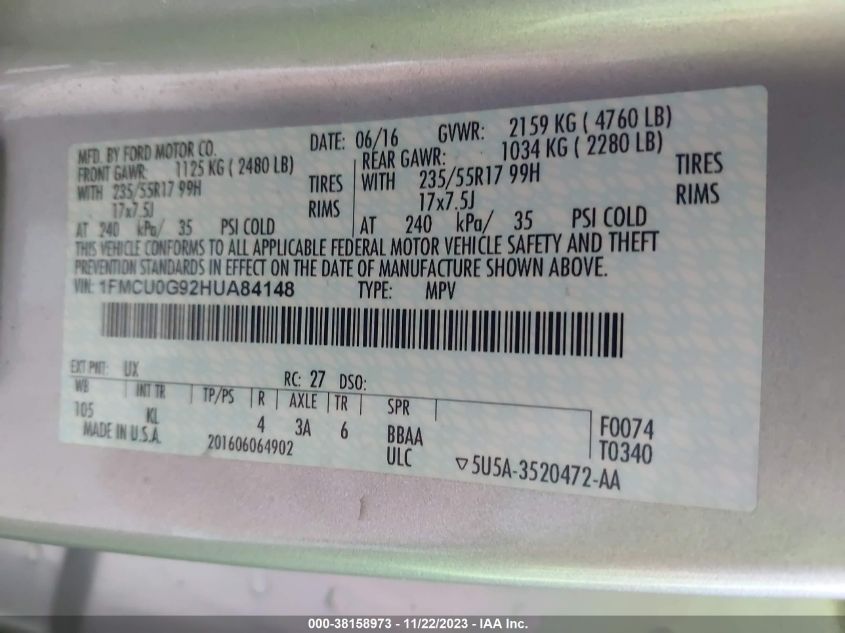 MFD. BY FORD MOTOR CO. DATE: 06/16 GVWR: 2159 KG ( 4760 LB)
FRONT GAWR: 1125 KG ( 2480 LB) REAR GAWR: 1034 KG ( 2280 LB)
WITH 235/55R17 99H TIRES WITH 235/55R17 99H TIRES
17x7.5J RIMS 17x7.5J RIMS
AT 240 kPa/ 35 PSI COLD AT 240 kPa/ 35 PSI COLD
THIS VEHICLE CONFORMS TO ALL APPLICABLE FEDERAL MOTOR VEHICLE SAFETY AND THEFT
PREVENTION STANDARDS IN EFFECT ON THE DATE OF MANUFACTURE SHOWN ABOVE.
VIN: 1FMCU0G92HUA84148 TYPE: MPV
EXT PNT: UX RC: 27 DSO:
WB INT TR TP/PS R AXLE TR SPR
105 KL 4 3A 6 BBAA F0074
MADE IN U.S.A. 201606064902 ULC T0340
▽5U5A-3520472-AA
000-38158973 - 11/22/2023 - IAA Inc.